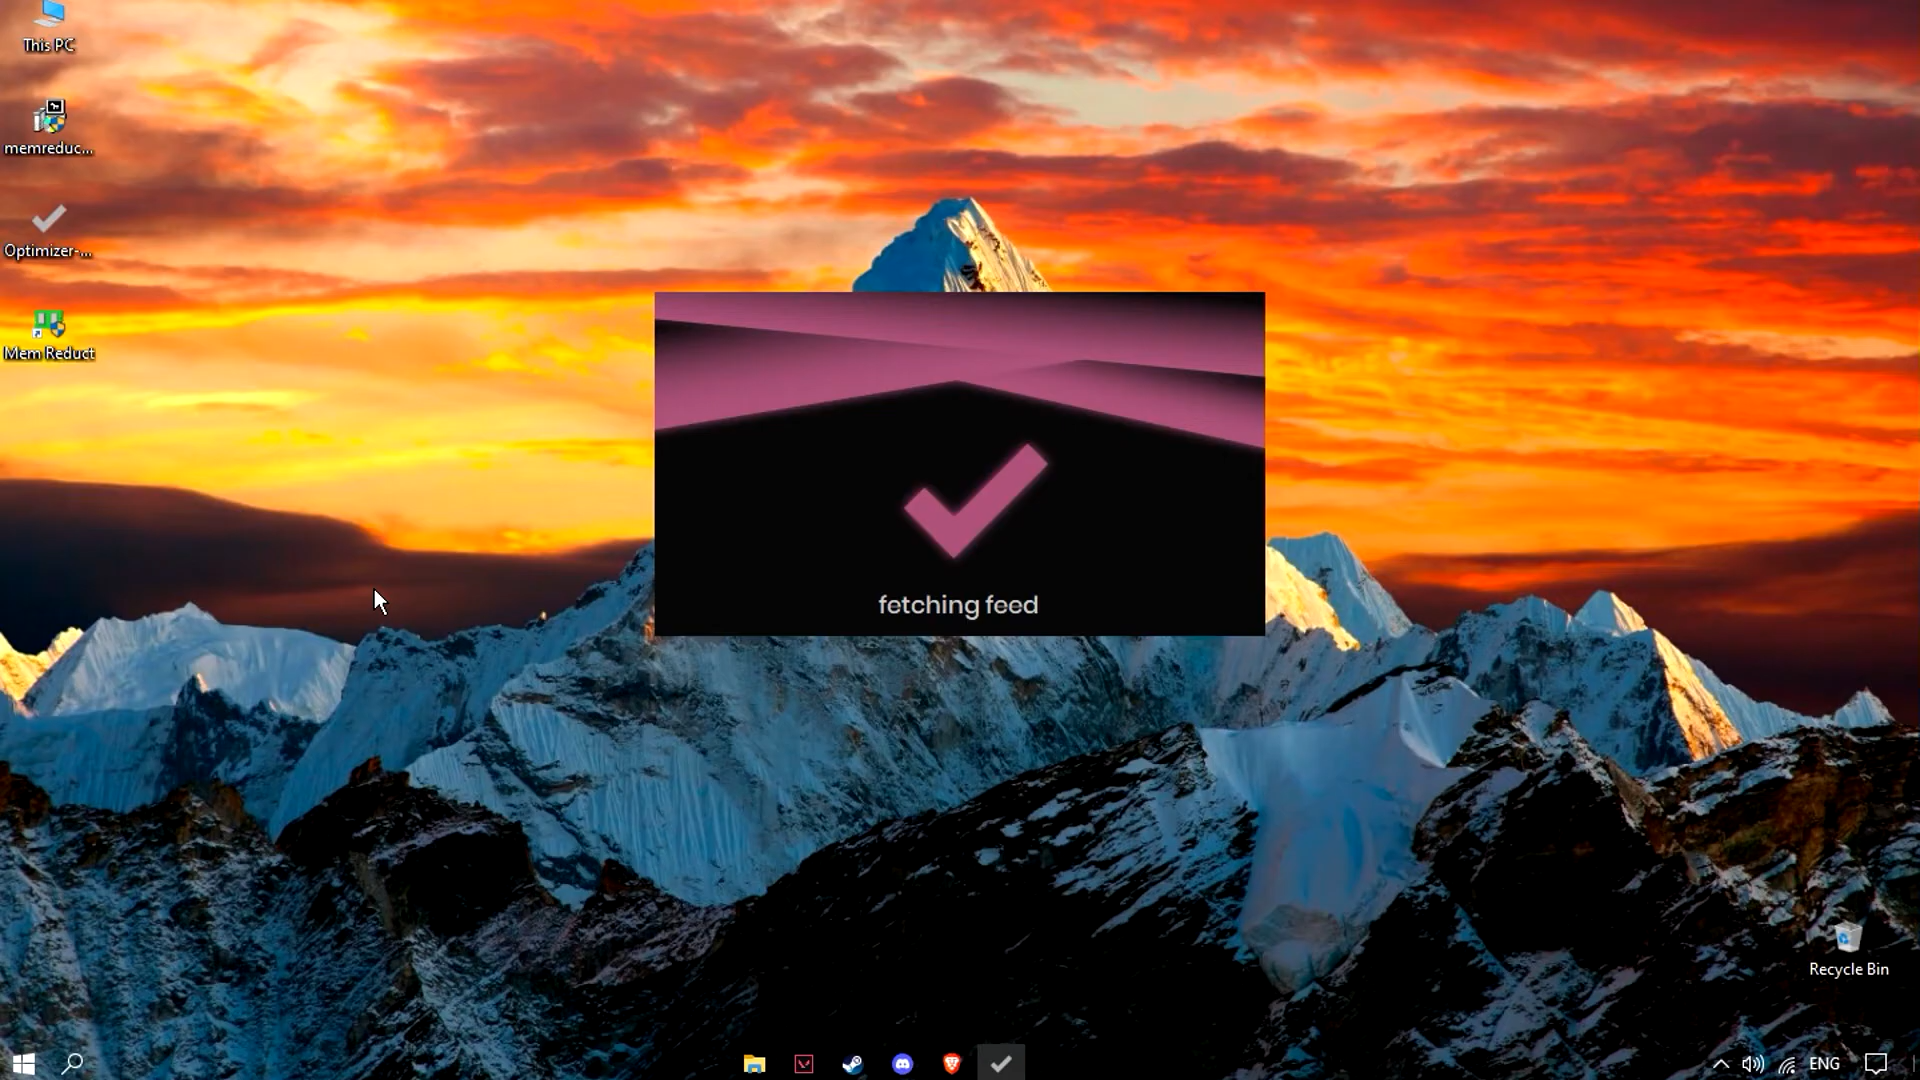 This PC
memreduc...
Optimizer-...
Mem Reduct
fetching feed
Recycle Bin
ENG